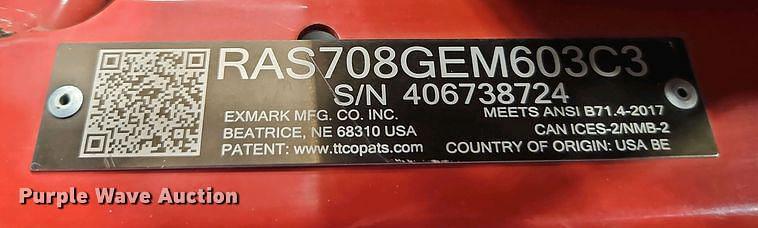 RAS708GEM603C3
S/N 406738724
EXMARK MFG. CO. INC. MEETS ANSI B71.4-2017
BEATRICE, NE 68310 USA CAN ICES-2/NMB-2
PATENT: www.ttcopats.com COUNTRY OF ORIGIN: USA BE
Purple Wave Auction